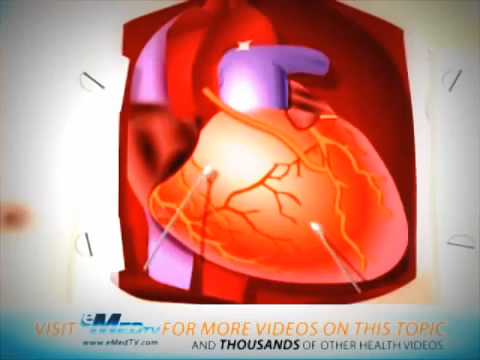 VISIT eMedTV FOR MORE VIDEOS ON THIS TOPIC
www.eMedTV.com AND THOUSANDS OF OTHER HEALTH VIDEOS